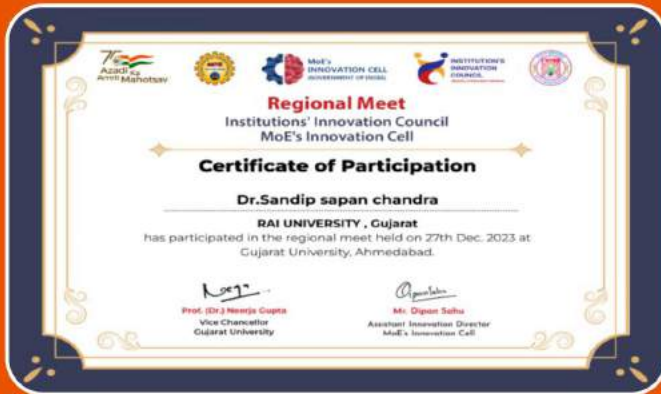 Azadi Ka
Amrit Mahotsav
MoE's
INNOVATION CELL
(GOVERNMENT OF INDIA)
INSTITUTION'S
INNOVATION
COUNCIL
Regional Meet
Institutions' Innovation Council
MoE's Innovation Cell
Certificate of Participation
Dr.Sandip sapan chandra
RAI UNIVERSITY , Gujarat
has participated in the regional meet held on 27th Dec. 2023 at
Gujarat University, Ahmedabad.
Prof. (Dr.) Neerja Gupta
Vice Chancellor
Gujarat University
Mr. Dipan Sahu
Assistant Innovation Director
MoE's Innovation Cell